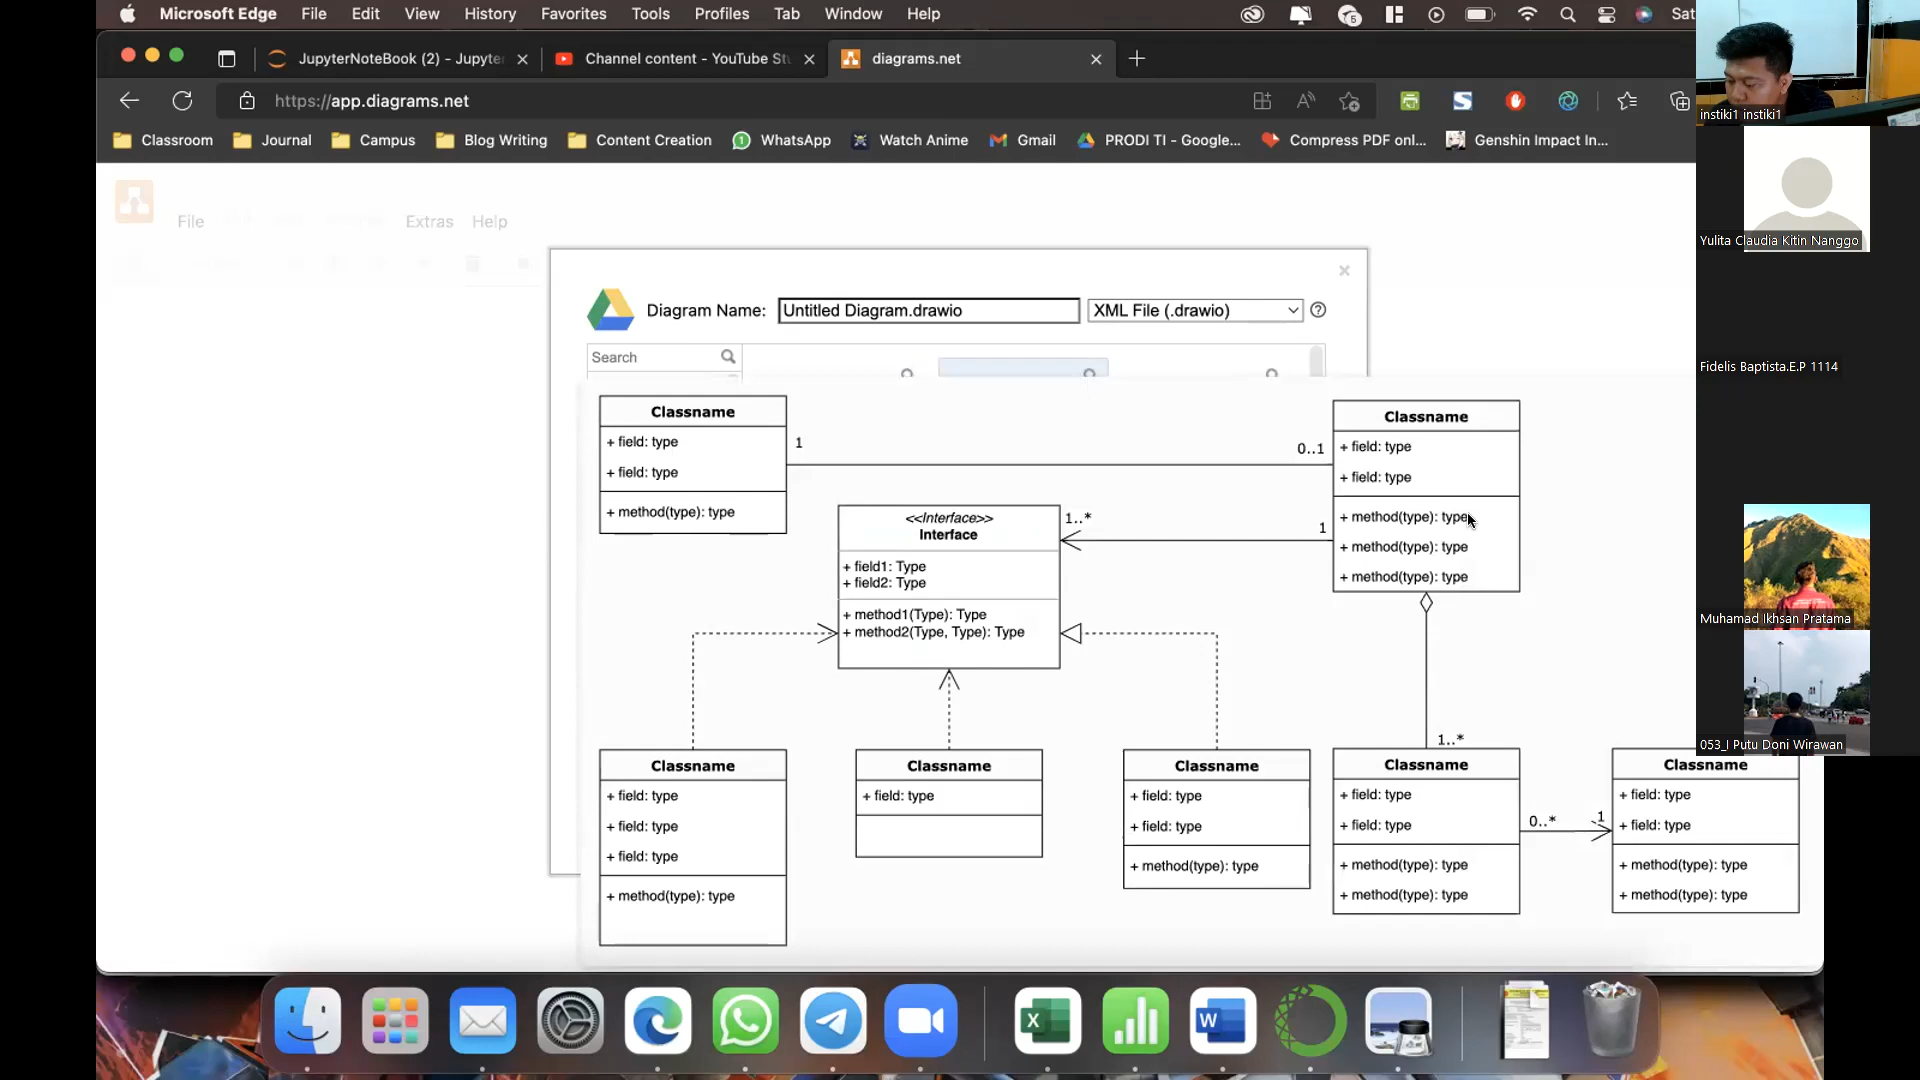 Microsoft Edge File Edit View History Favorites Tools Profiles Tab Window Help Sat
JupyterNoteBook (2) - Jupyte
Channel content - YouTube St
diagrams.net
https://app.diagrams.net
Classroom Journal Campus Blog Writing Content Creation WhatsApp Watch Anime Gmail PRODI TI - Google... Compress PDF onl... Genshin Impact In...
File Extras Help
Diagram Name: Untitled Diagram.drawio XML File (.drawio)
Search
Classname
+ field: type
+ field: type
+ method(type): type
1
0..1
Classname
+ field: type
+ field: type
+ method(type): type
+ method(type): type
+ method(type): type
<<Interface>>
Interface
+ field1: Type
+ field2: Type
+ method1(Type): Type
+ method2(Type, Type): Type
1..*
1
1..*
Classname
+ field: type
+ field: type
+ field: type
+ method(type): type
Classname
+ field: type
Classname
+ field: type
+ field: type
+ method(type): type
Classname
+ field: type
+ field: type
+ method(type): type
+ method(type): type
0..*
1
Classname
+ field: type
+ field: type
+ method(type): type
+ method(type): type
instiki1 instiki1
Yulita Claudia Kitin Nanggo
Fidelis Baptista.E.P 1114
Muhamad Ikhsan Pratama
053_I Putu Doni Wirawan